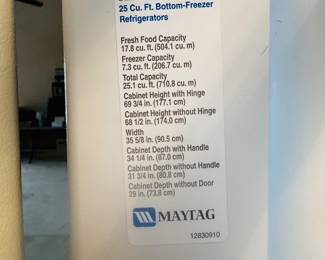 25 Cu. Ft. Bottom-Freezer
Refrigerators
Fresh Food Capacity
17.8 cu. ft. (504.1 cu. m)
Freezer Capacity
7.3 cu. ft. (206.7 cu. m)
Total Capacity
25.1 cu. ft. (710.8 cu. m)
Cabinet Height with Hinge
69 3/4 in. (177.1 cm)
Cabinet Height without Hinge
68 1/2 in. (174.0 cm)
Width
35 5/8 in. (90.5 cm)
Cabinet Depth with Handle
34 1/4 in. (87.0 cm)
Cabinet Depth without Handle
31 3/4 in. (80.8 cm)
Cabinet Depth without Door
29 in. (73.8 cm)
MAYTAG
12830910